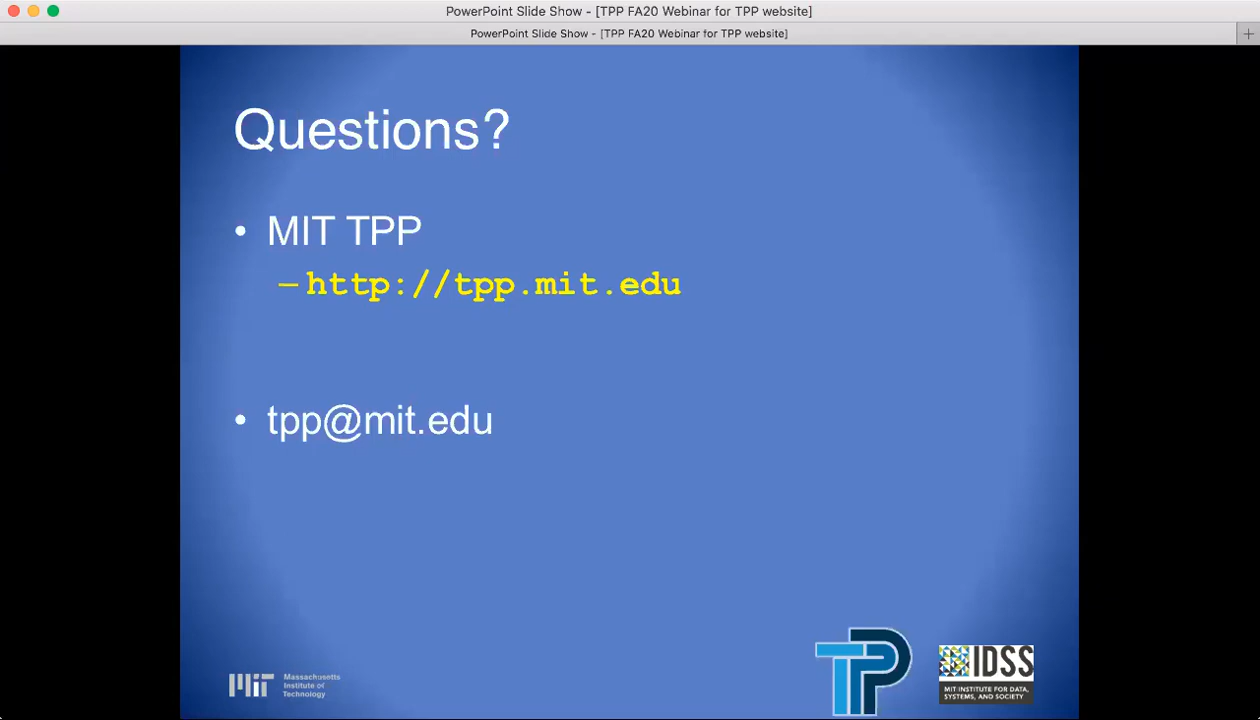 PowerPoint Slide Show - [TPP FA20 Webinar for TPP website]
PowerPoint Slide Show - [TPP FA20 Webinar for TPP website]
Questions?
• MIT TPP
– http://tpp.mit.edu
• tpp@mit.edu
MIT Massachusetts
Institute of
Technology
TPP
IDSS
MIT INSTITUTE FOR DATA,
SYSTEMS, AND SOCIETY